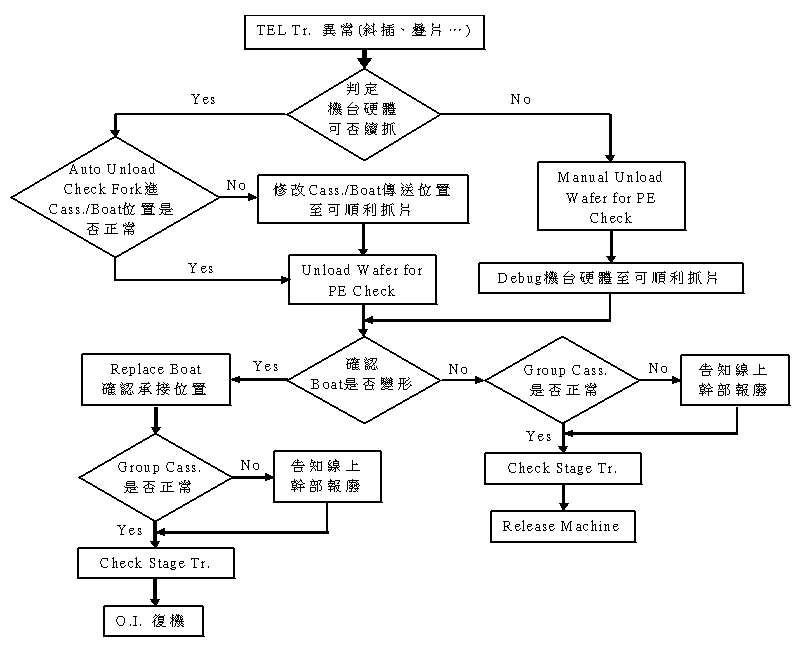 TEL Tr. 異常(斜插、疊片…)
判定
機台硬體
可否續抓
Yes
No
Auto Unload
Check Fork進
Cass./Boat位置是
否正常
No
修改Cass./Boat傳送位置
至可順利抓片
Manual Unload
Wafer for PE
Check
Yes
Unload Wafer for
PE Check
Debug機台硬體至可順利抓片
Replace Boat
確認承接位置
Yes
確認
Boat是否變形
No
Group Cass.
是否正常
No
告知線上
幹部報廢
Yes
Group Cass.
是否正常
No
告知線上
幹部報廢
Check Stage Tr.
Yes
Release Machine
Check Stage Tr.
O.I. 復機